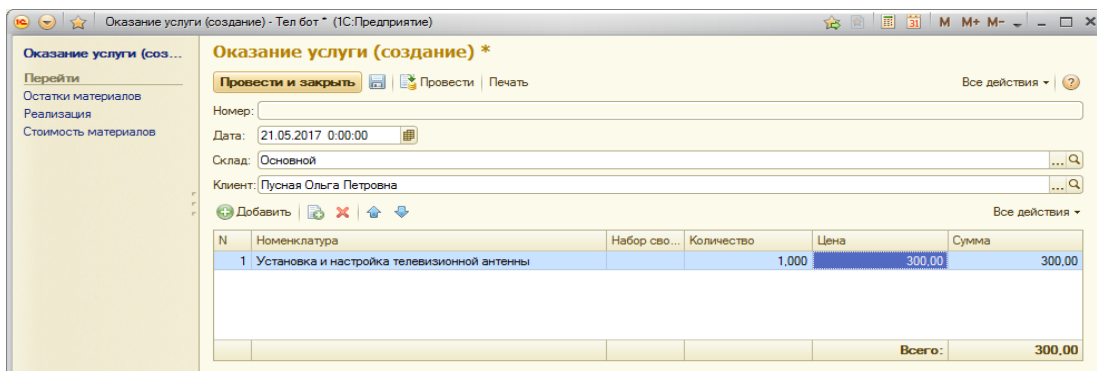 Оказание услуги (создание) - Тел бот * (1С:Предприятие)
M M+ M-
Оказание услуги (соз...
Перейти
Остатки материалов
Реализация
Стоимость материалов
Оказание услуги (создание) *
Провести и закрыть Провести Печать Все действия
Номер:
Дата: 21.05.2017 0:00:00
Склад: Основной ...
Клиент: Пусная Ольга Петровна ...
Добавить Все действия
N Номенклатура Набор сво... Количество Цена Сумма
1 Установка и настройка телевизионной антенны 1,000 300,00 300,00
Всего: 300,00